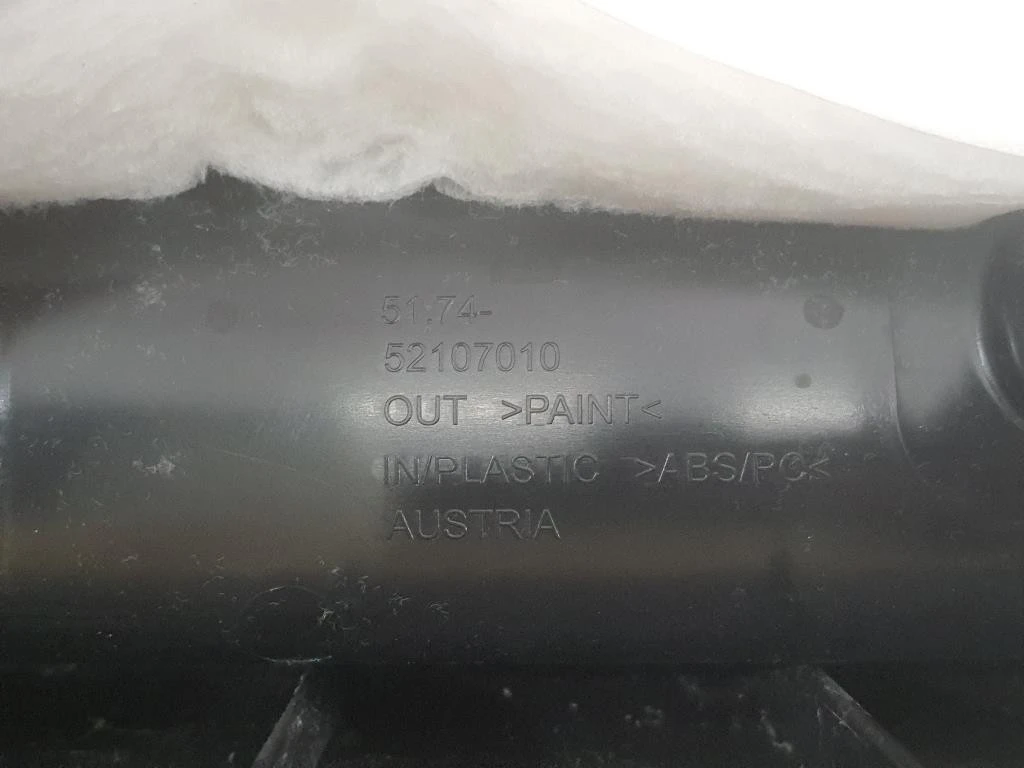 51.74-
52107010
OUT >PAINT<
IN/PLASTIC >ABS/PC<
AUSTRIA